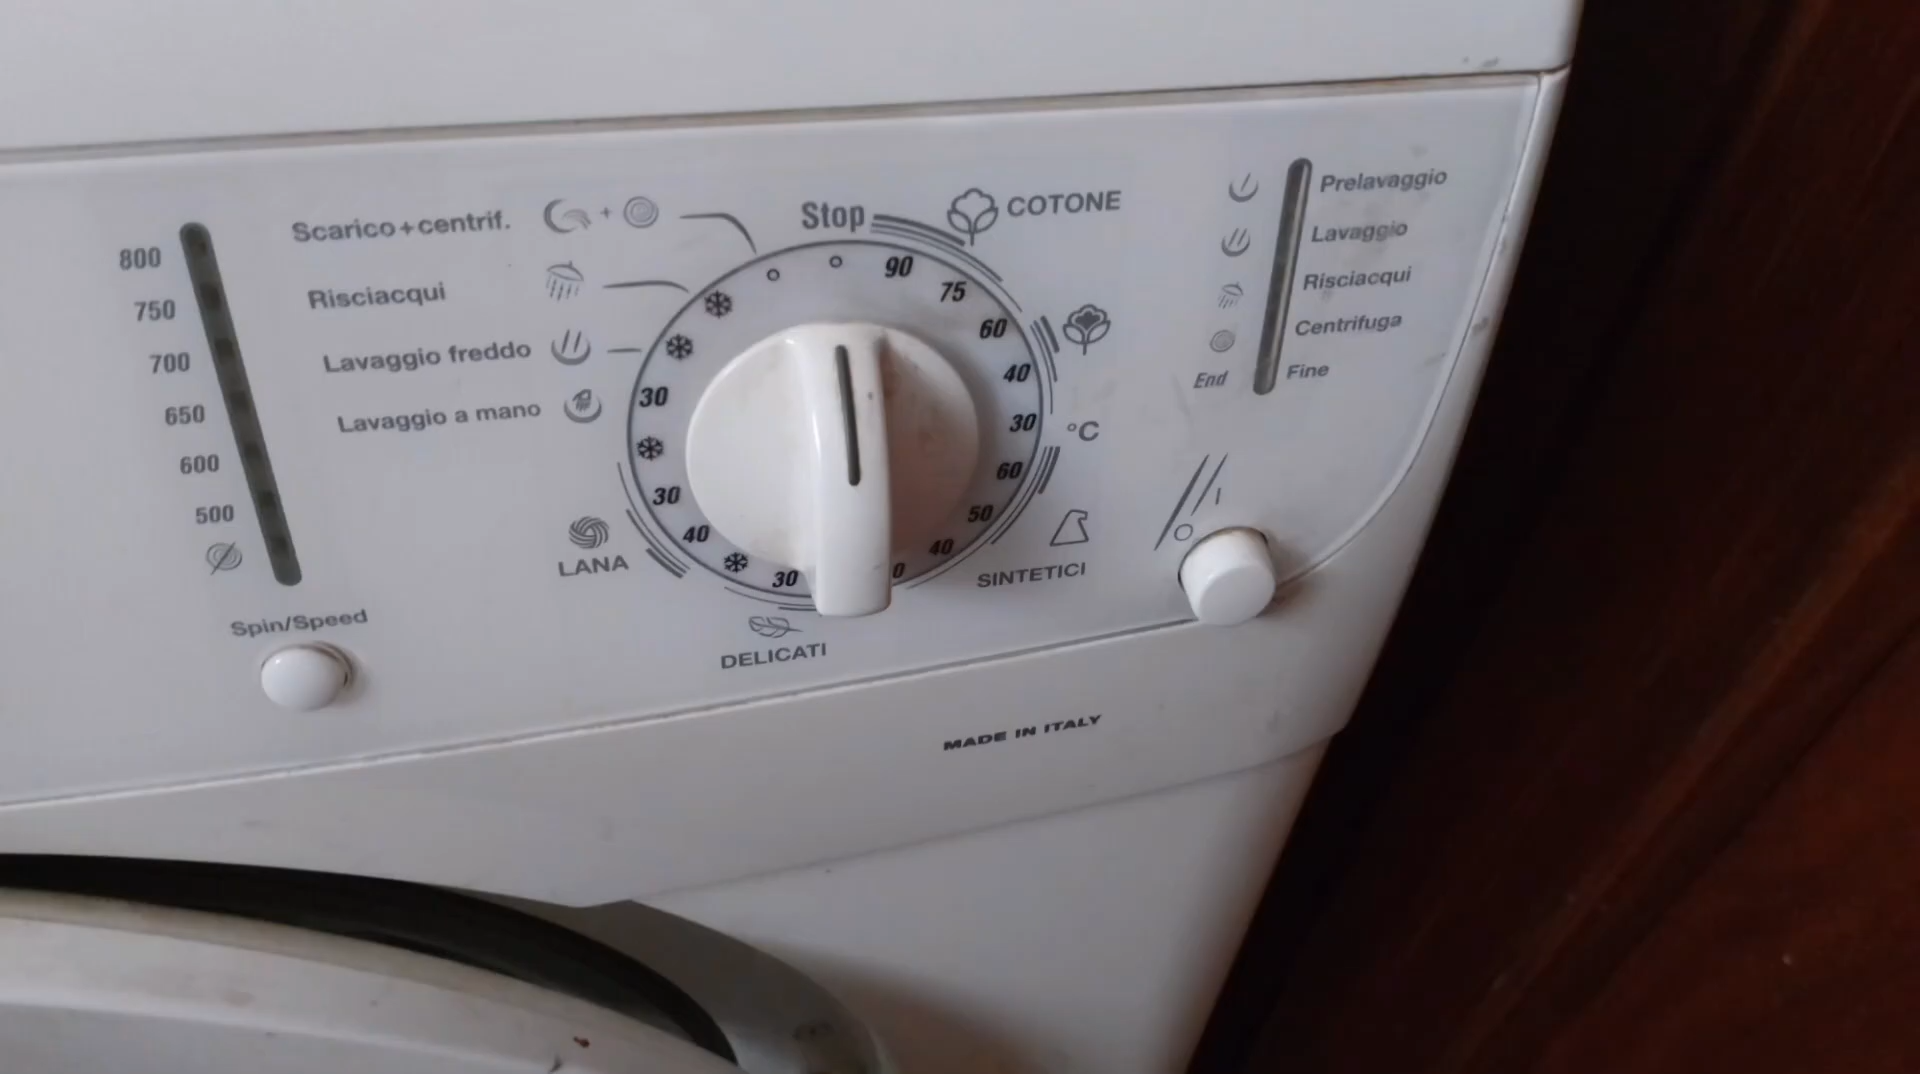 800
750
700
650
600
500
Spin/Speed
Scarico+centrif.
+
Risciacqui
Lavaggio freddo
Lavaggio a mano
Stop
COTONE
90
75
60
40
30
°C
60
50
40
SINTETICI
30
DELICATI
40
30
LANA
30
Prelavaggio
Lavaggio
Risciacqui
Centrifuga
End Fine
I
O
MADE IN ITALY